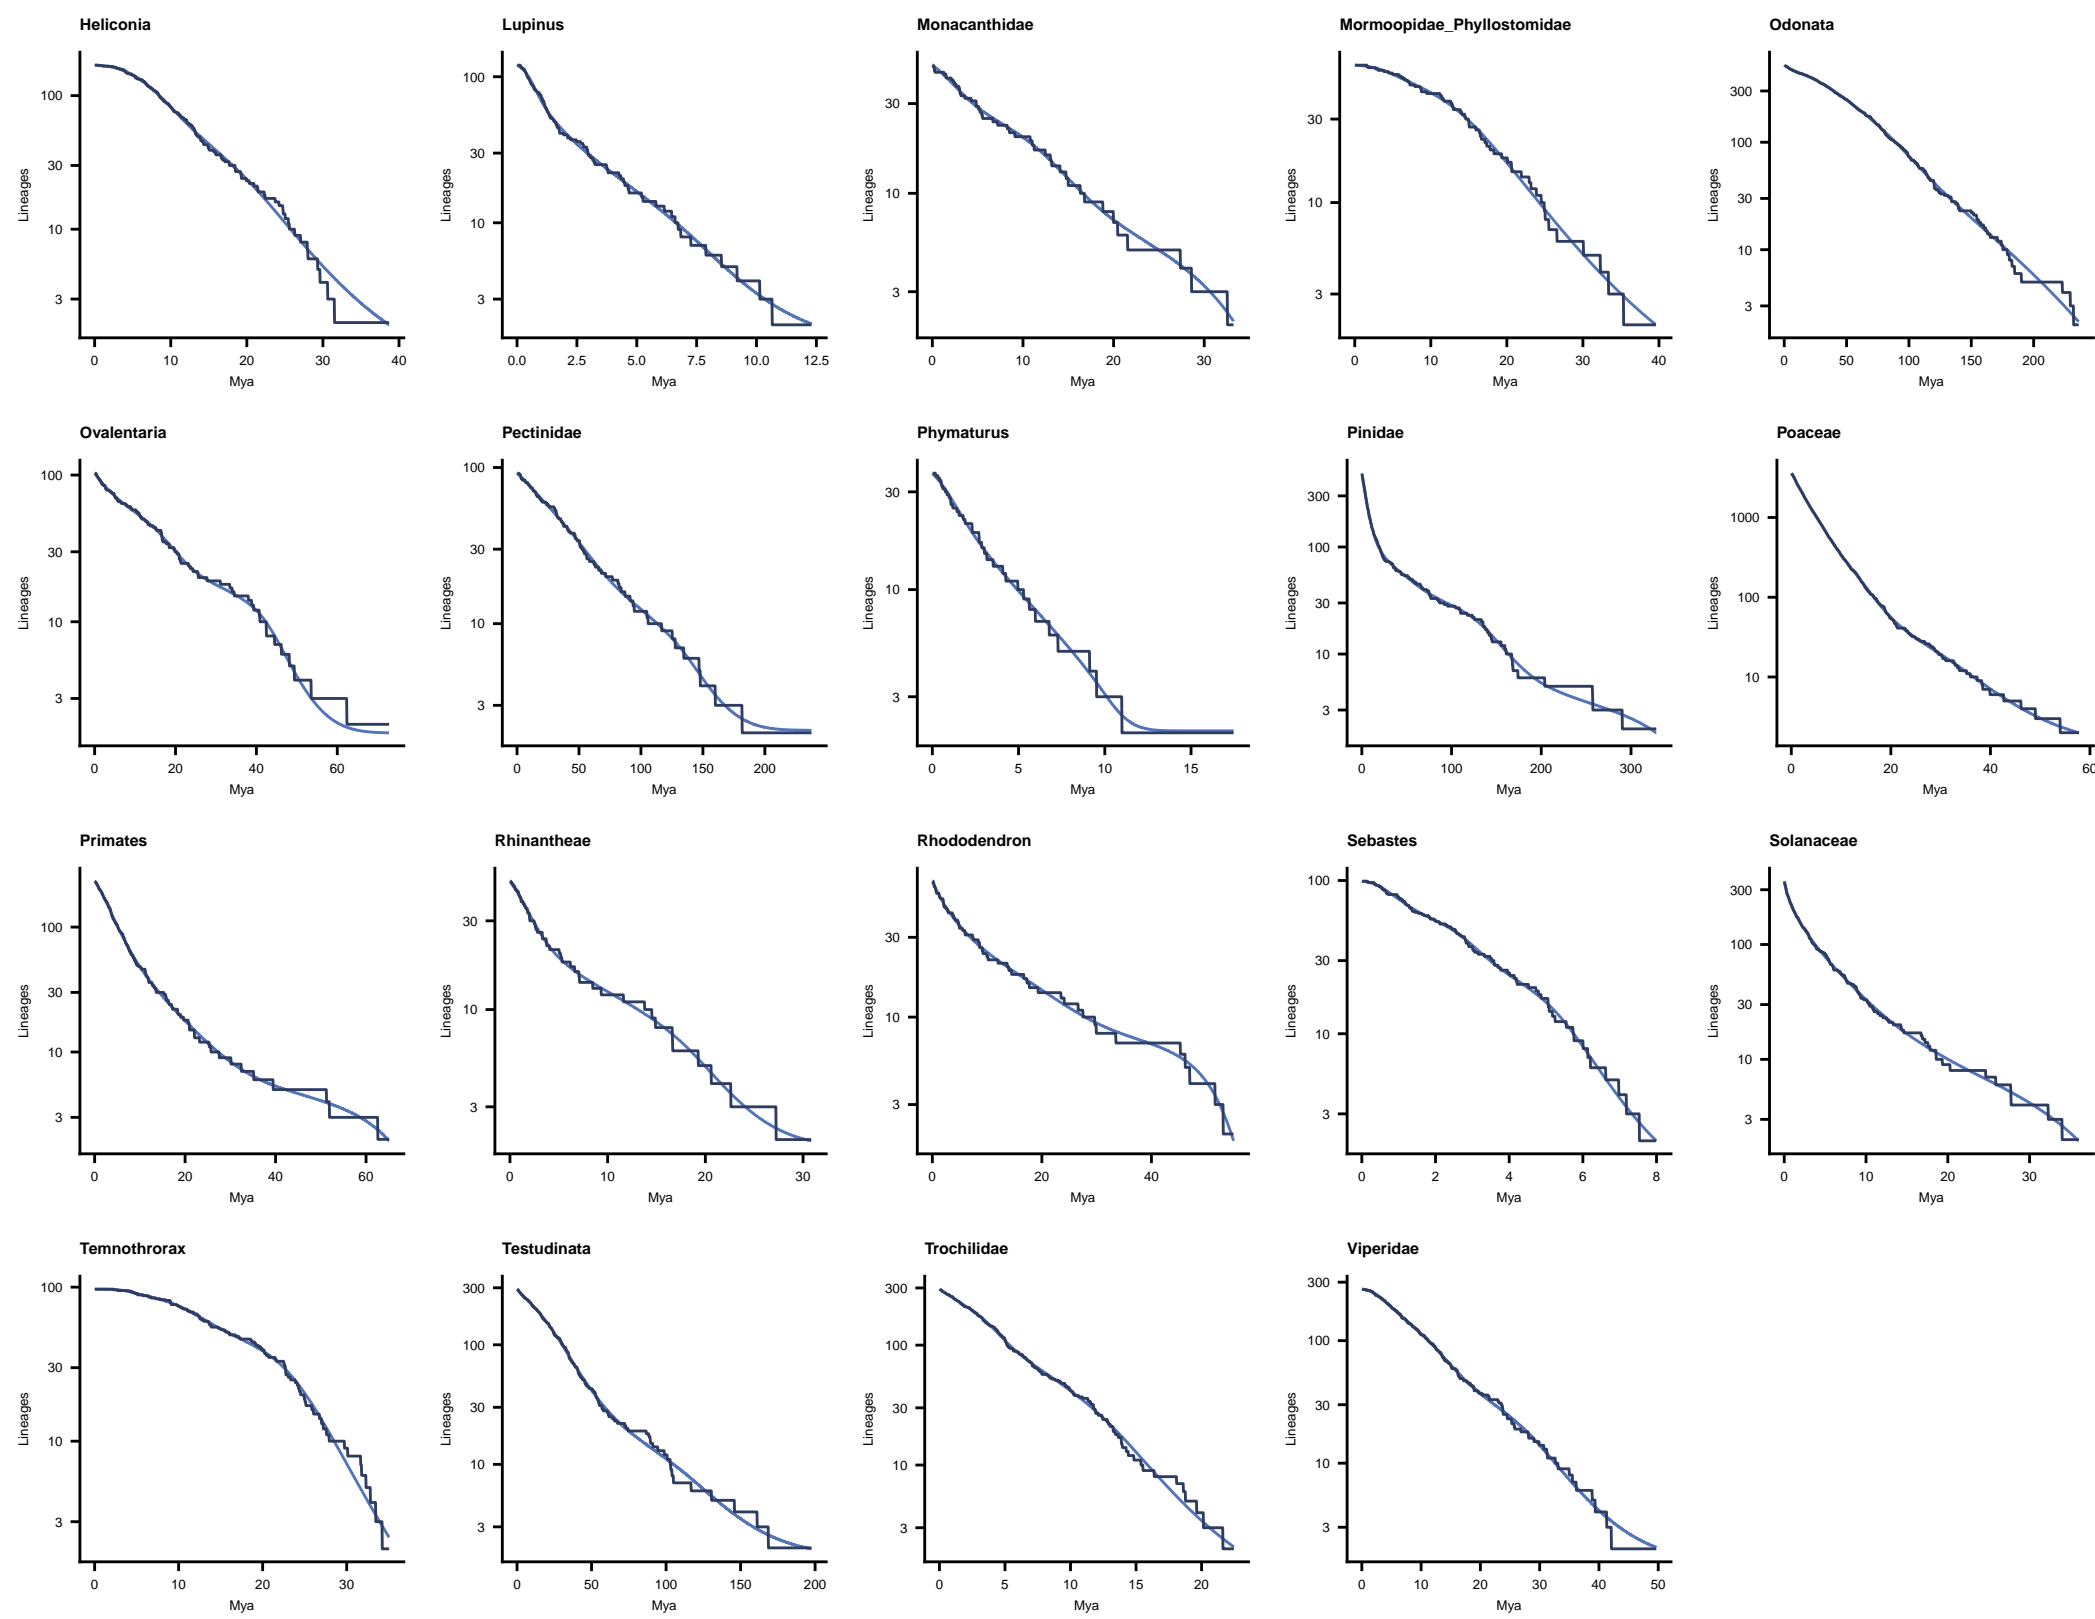 Heliconia Lupinus Monacanthidae Mormoopidae_Phyllostomidae Odonata
100
30
10
3
Lineages
0 10 20 30 40
Mya
100
30
10
3
Lineages
0.0 2.5 5.0 7.5 10.0 12.5
Mya
30
10
3
Lineages
0 10 20 30
Mya
30
10
3
Lineages
0 10 20 30 40
Mya
300
100
30
10
3
Lineages
0 50 100 150 200
Mya
Ovalentaria Pectinidae Phymaturus Pinidae Poaceae
100
30
10
3
Lineages
0 20 40 60
Mya
100
30
10
3
Lineages
0 50 100 150 200
Mya
30
10
3
Lineages
0 5 10 15
Mya
300
100
30
10
3
Lineages
0 100 200 300
Mya
1000
100
10
Lineages
0 20 40 60
Mya
Primates Rhinantheae Rhododendron Sebastes Solanaceae
100
30
10
3
Lineages
0 20 40 60
Mya
30
10
3
Lineages
0 10 20 30
Mya
30
10
3
Lineages
0 20 40
Mya
100
30
10
3
Lineages
0 2 4 6 8
Mya
300
100
30
10
3
Lineages
0 10 20 30
Mya
Temnothrorax Testudinata Trochilidae Viperidae
100
30
10
3
Lineages
0 10 20 30
Mya
300
100
30
10
3
Lineages
0 50 100 150 200
Mya
300
100
30
10
3
Lineages
0 5 10 15 20
Mya
300
100
30
10
3
Lineages
0 10 20 30 40 50
Mya